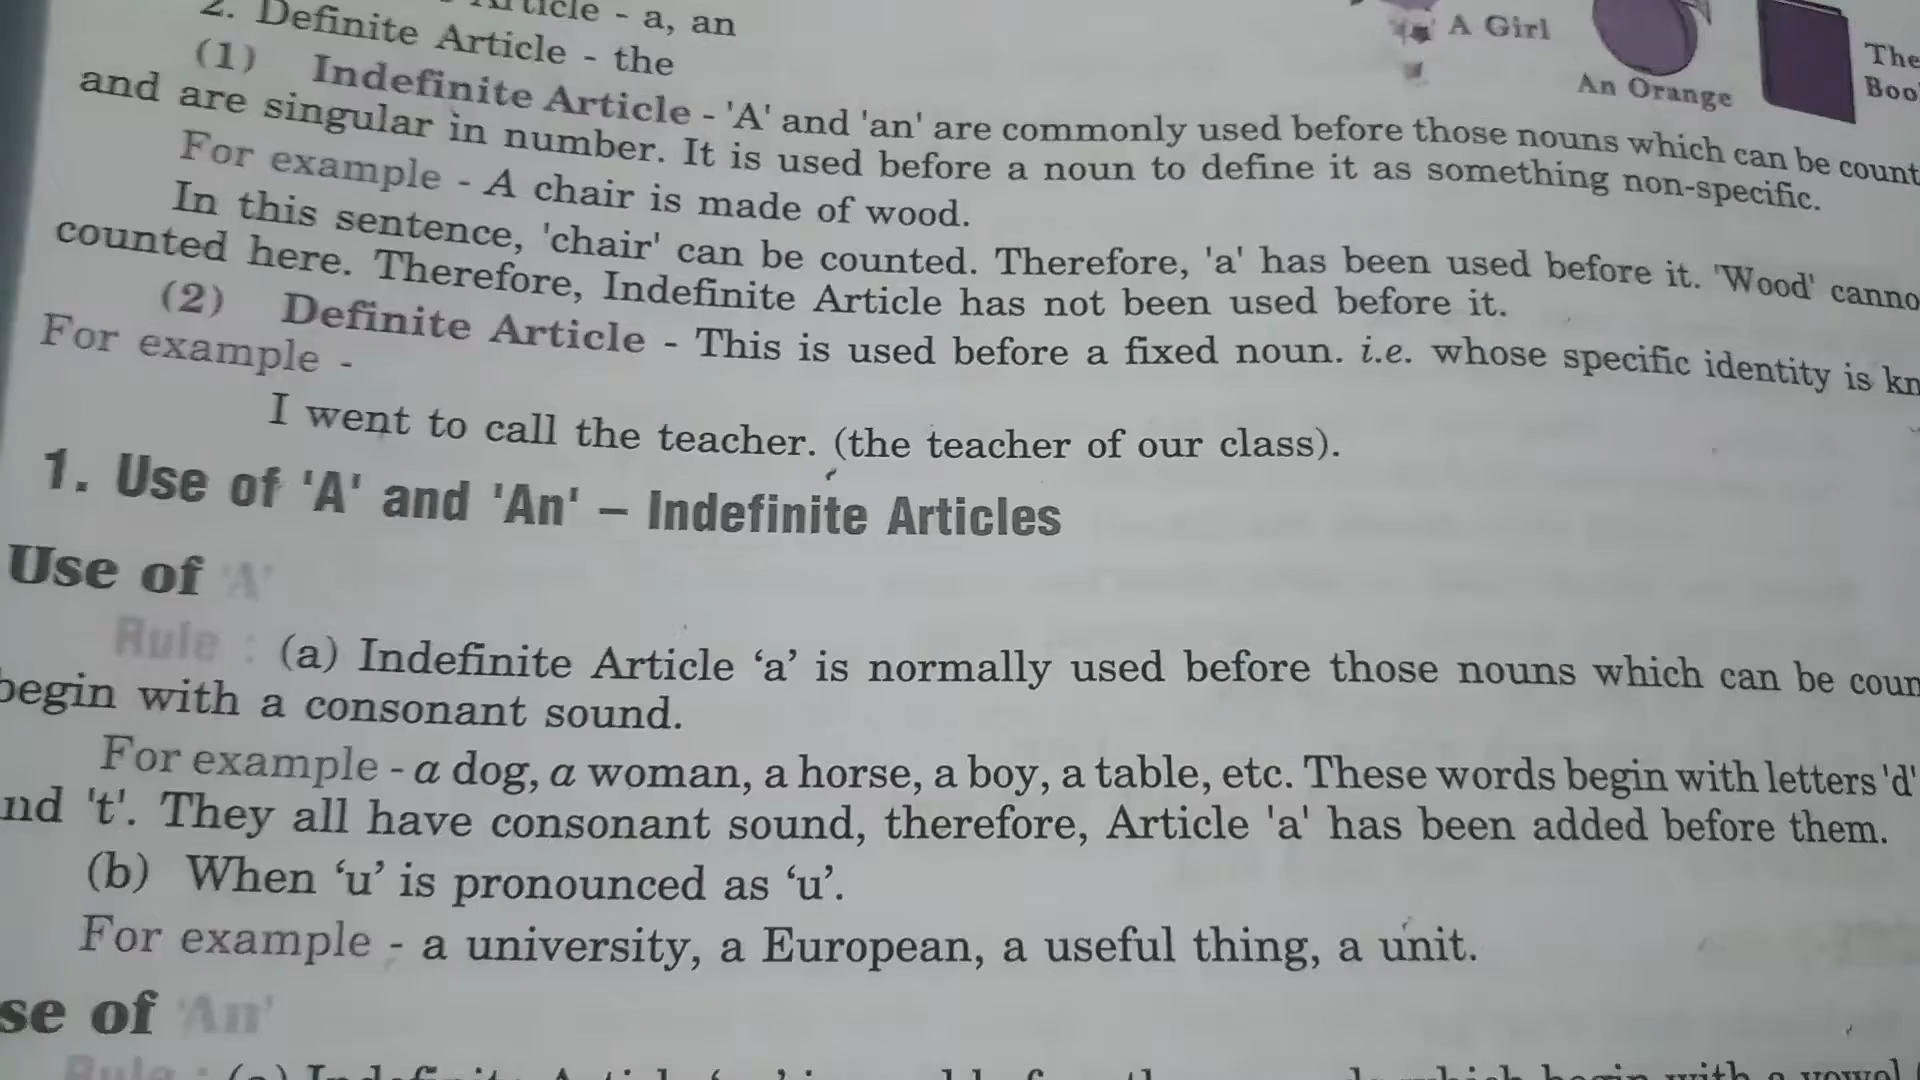 Article - a, an
2. Definite Article - the
A Girl
An Orange
The
(1) Indefinite Article - 'A' and 'an' are commonly used before those nouns which can be count
and are singular in number. It is used before a noun to define it as something non-specific.
For example - A chair is made of wood.
In this sentence, 'chair' can be counted. Therefore, 'a' has been used before it. 'Wood' canno
counted here. Therefore, Indefinite Article has not been used before it.
(2) Definite Article - This is used before a fixed noun. i.e. whose specific identity is kn
For example -
I went to call the teacher. (the teacher of our class).
1. Use of 'A' and 'An' – Indefinite Articles
Use of 'A'
Rule : (a) Indefinite Article ‘a’ is normally used before those nouns which can be coun
begin with a consonant sound.
For example - a dog, a woman, a horse, a boy, a table, etc. These words begin with letters 'd'
nd 't'. They all have consonant sound, therefore, Article 'a' has been added before them.
(b) When ‘u’ is pronounced as ‘u’.
For example - a university, a European, a useful thing, a unit.
se of 'An'